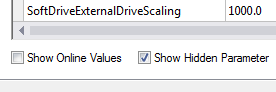 SoftDriveExternalDriveScaling 1000.0
Show Online Values Show Hidden Parameter